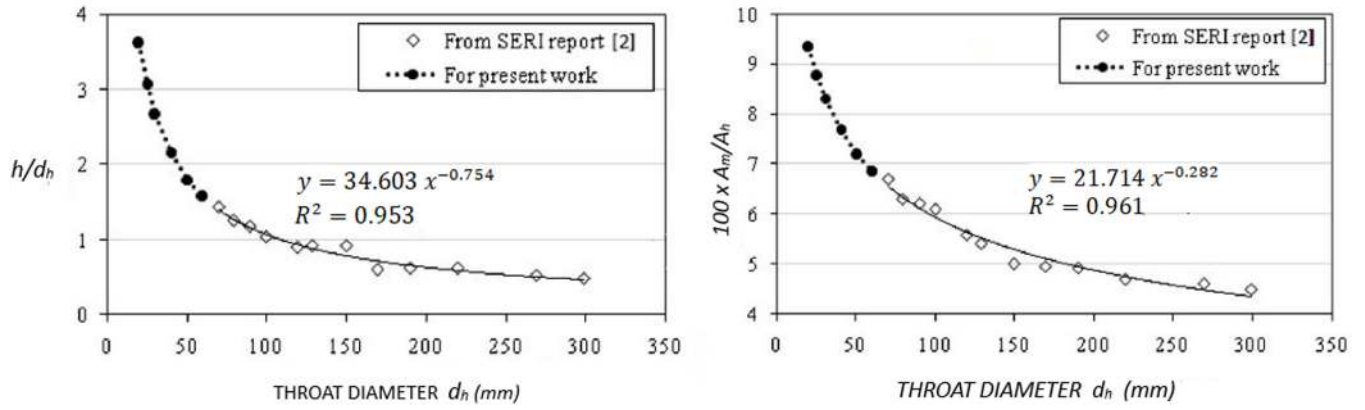 4
3
2
1
0
h/dₕ
◇ From SERI report [2]
For present work
y = 34.603 x^{-0.754}
R² = 0.953
0 50 100 150 200 250 300 350
THROAT DIAMETER dₕ (mm)
10
9
8
7
6
5
4
100 x Aₘ/Aₕ
◇ From SERI report [2]
For present work
y = 21.714 x^{-0.282}
R² = 0.961
0 50 100 150 200 250 300 350
THROAT DIAMETER dₕ (mm)